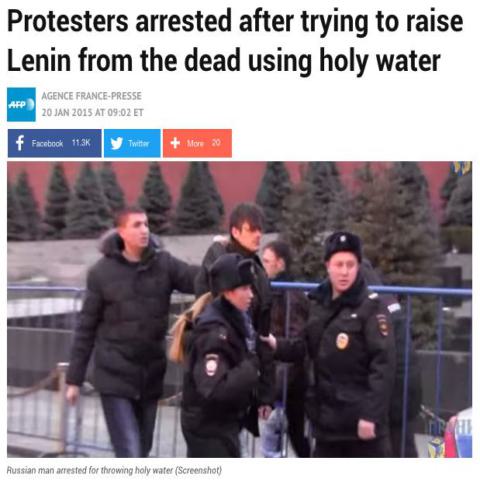 Protesters arrested after trying to raise
Lenin from the dead using holy water
AFP
AGENCE FRANCE-PRESSE
20 JAN 2015 AT 09:02 ET
Facebook 11.3K Twitter More 20
Russian man arrested for throwing holy water (Screenshot)